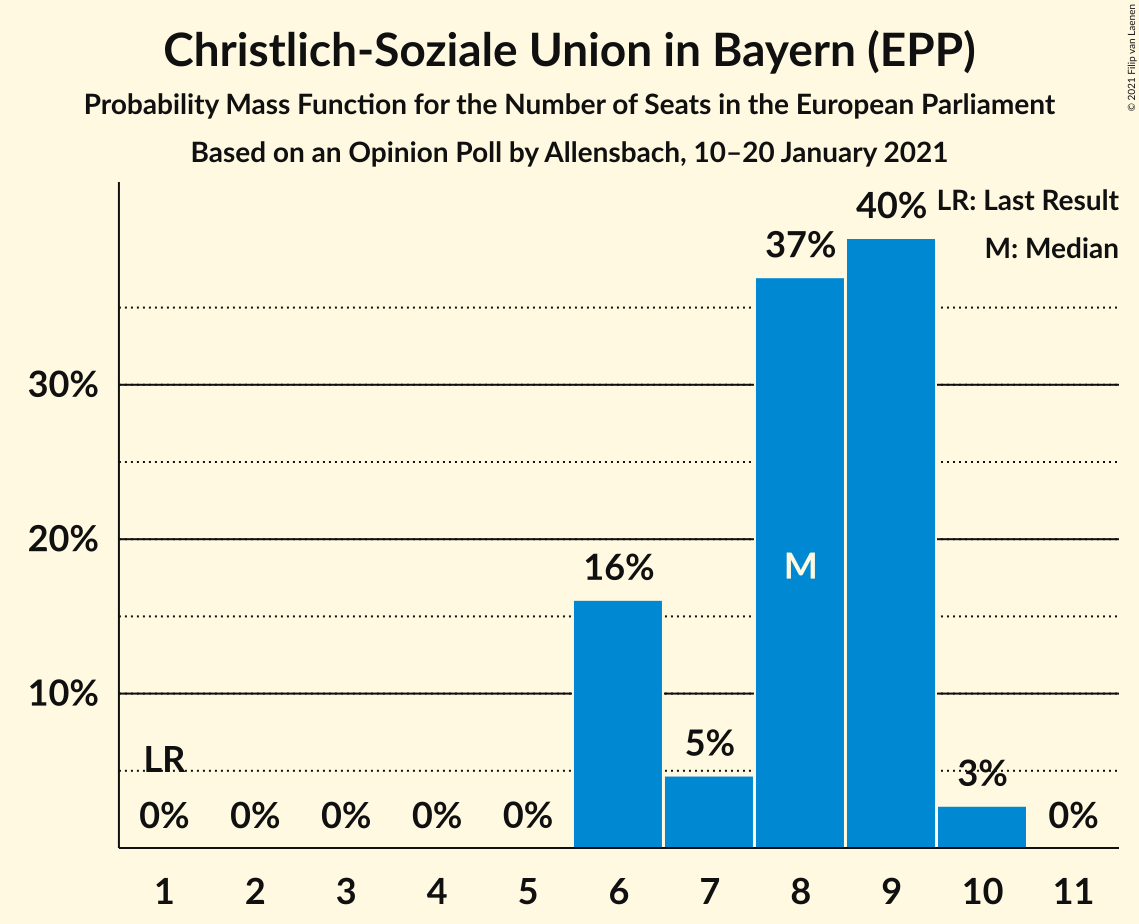 Christlich-Soziale Union in Bayern (EPP)
Probability Mass Function for the Number of Seats in the European Parliament
Based on an Opinion Poll by Allensbach, 10–20 January 2021
© 2021 Filip van Laenen
LR: Last Result
M: Median
40%
37%
30%
20%
16%
M
10%
5%
LR
3%
0% 0% 0% 0% 0% 0%
1 2 3 4 5 6 7 8 9 10 11